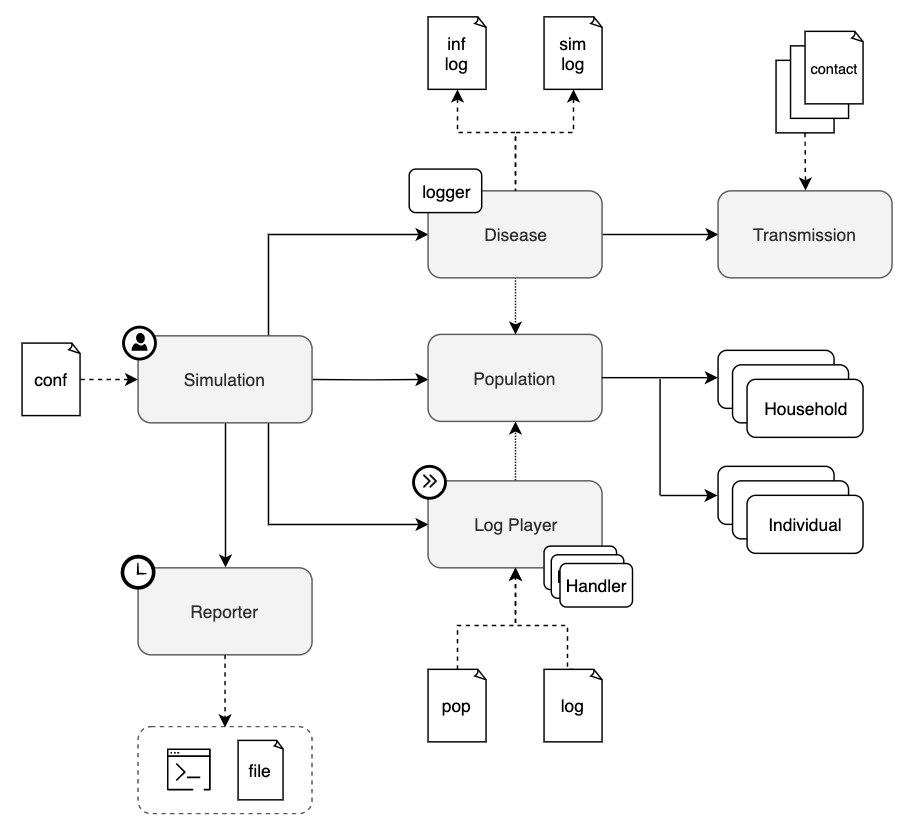 inf
log
sim
log
contact
logger
Disease
Transmission
conf
Simulation
Population
Household
Log Player
Individual
Handler
Reporter
pop
log
file